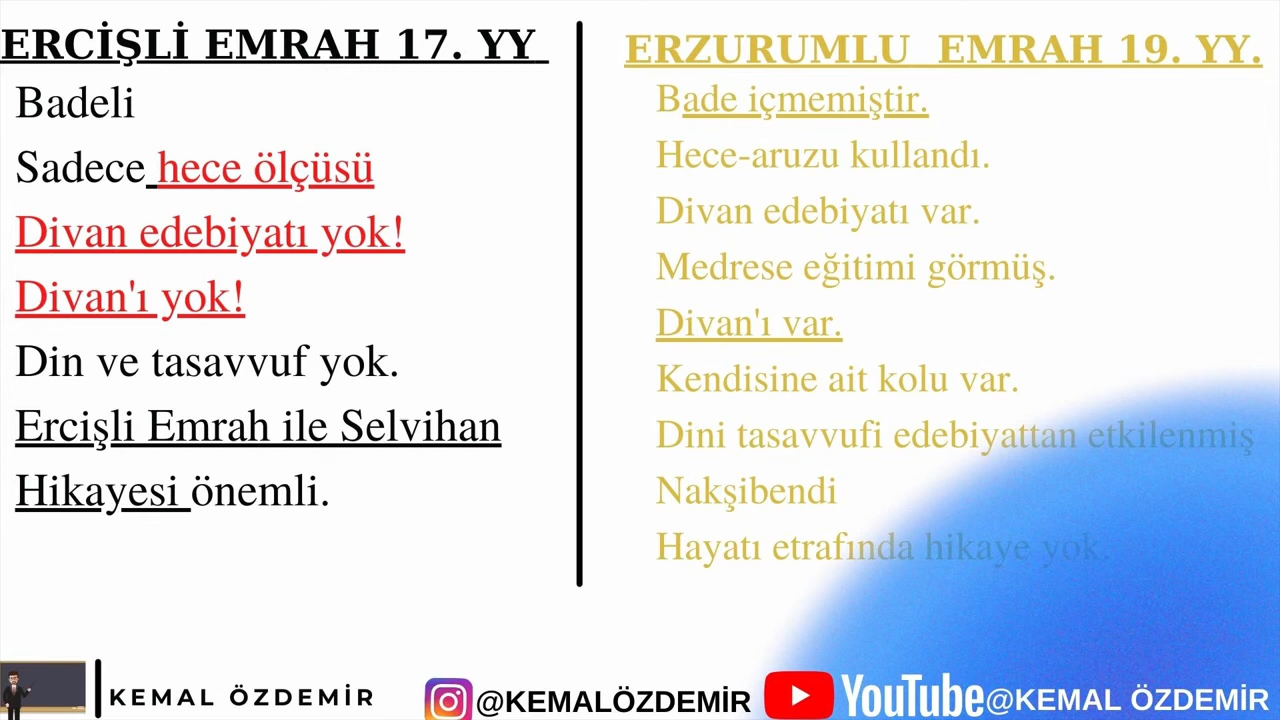 ERCİŞLİ EMRAH 17. YY
Badeli
Sadece hece ölçüsü
Divan edebiyatı yok!
Divan'ı yok!
Din ve tasavvuf yok.
Ercişli Emrah ile Selvihan
Hikayesi önemli.
ERZURUMLU EMRAH 19. YY.
Bade içmemiştir.
Hece-aruzu kullandı.
Divan edebiyatı var.
Medrese eğitimi görmüş.
Divan'ı var.
Kendisine ait kolu var.
Dini tasavvufi edebiyattan etkilenmiş
Nakşibendi
Hayatı etrafında hikaye yok.
KEMAL ÖZDEMİR
@KEMALÖZDEMİR
YouTube@KEMAL ÖZDEMİR